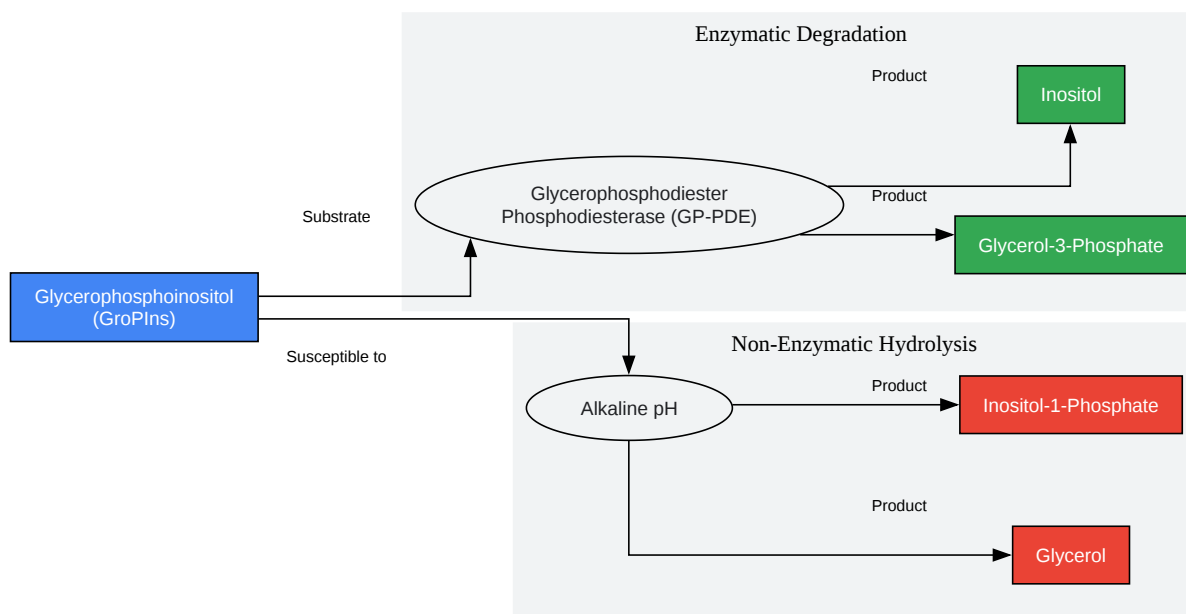 Enzymatic Degradation
Product
Inositol
Glycerophosphodiester
Phosphodiesterase (GP-PDE)
Product
Substrate
Glycerol-3-Phosphate
Glycerophosphoinositol
(GroPIns)
Susceptible to
Non-Enzymatic Hydrolysis
Product
Alkaline pH
Inositol-1-Phosphate
Product
Glycerol